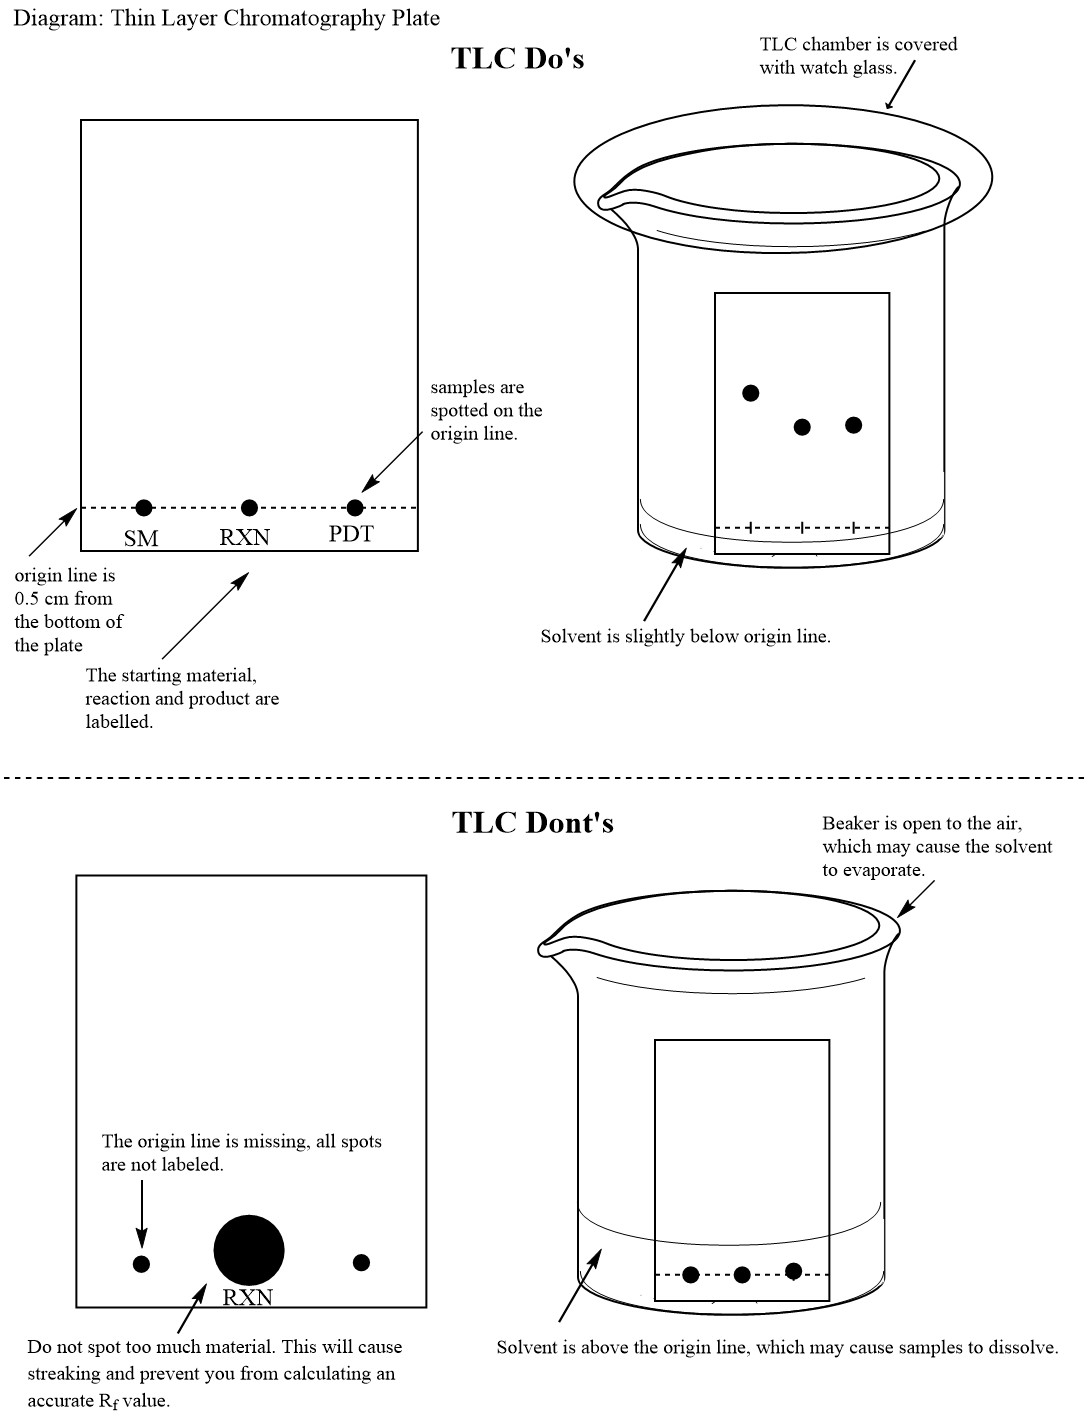 Diagram: Thin Layer Chromatography Plate
TLC Do's
TLC chamber is covered
with watch glass.
samples are
spotted on the
origin line.
SM
RXN
PDT
origin line is
0.5 cm from
the bottom of
the plate
The starting material,
reaction and product are
labelled.
Solvent is slightly below origin line.
TLC Dont's
Beaker is open to the air,
which may cause the solvent
to evaporate.
The origin line is missing, all spots
are not labeled.
RXN
Do not spot too much material. This will cause
streaking and prevent you from calculating an
accurate Rf value.
Solvent is above the origin line, which may cause samples to dissolve.